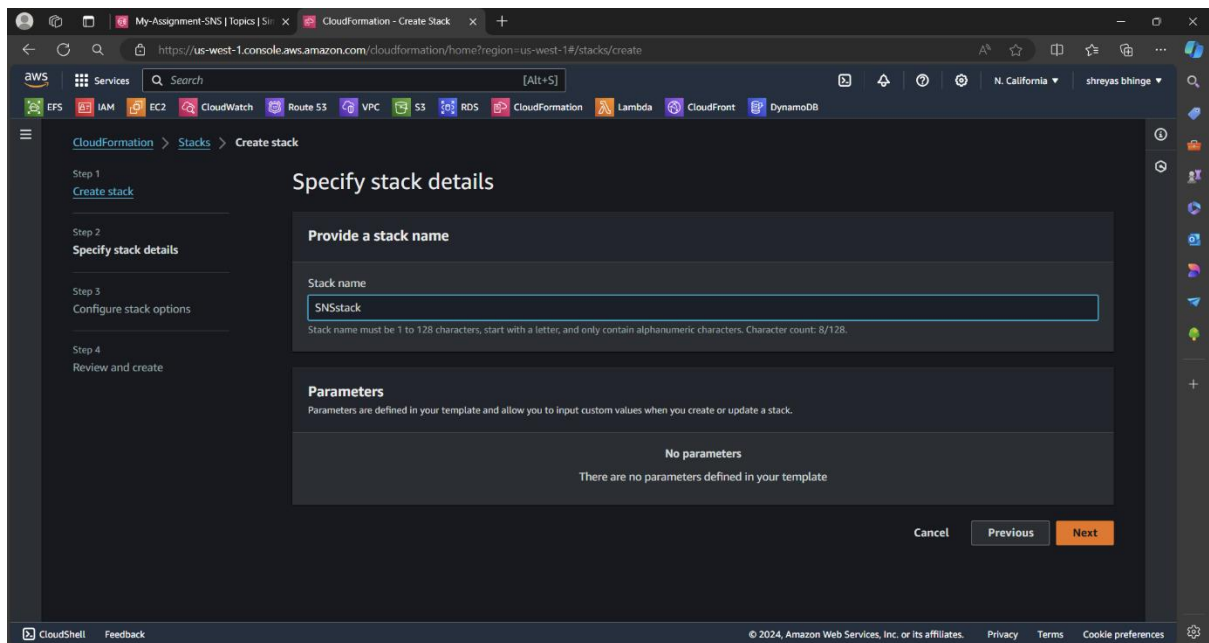 My-Assignment-SNS | Topics | Sim
CloudFormation - Create Stack
https://us-west-1.console.aws.amazon.com/cloudformation/home?region=us-west-1#/stacks/create
aws
Services
Search
[Alt+S]
N. California
shreyas bhinge
EFS
IAM
EC2
CloudWatch
Route 53
VPC
S3
RDS
CloudFormation
Lambda
CloudFront
DynamoDB
CloudFormation > Stacks > Create stack
Step 1
Create stack
Step 2
Specify stack details
Step 3
Configure stack options
Step 4
Review and create
Specify stack details
Provide a stack name
Stack name
SNSstack
Stack name must be 1 to 128 characters, start with a letter, and only contain alphanumeric characters. Character count: 8/128.
Parameters
Parameters are defined in your template and allow you to input custom values when you create or update a stack.
No parameters
There are no parameters defined in your template
Cancel
Previous
Next
CloudShell
Feedback
© 2024, Amazon Web Services, Inc. or its affiliates.
Privacy
Terms
Cookie preferences